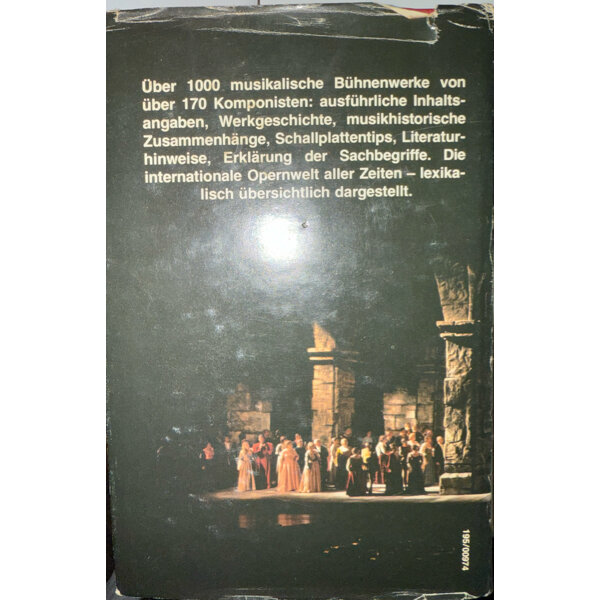 Über 1000 musikalische Bühnenwerke von
über 170 Komponisten: ausführliche Inhalts-
angaben, Werkgeschichte, musikhistorische
Zusammenhänge, Schallplattentips, Literatur-
hinweise, Erklärung der Sachbegriffe. Die
internationale Opernwelt aller Zeiten – lexika-
lisch übersichtlich dargestellt.
195/00974